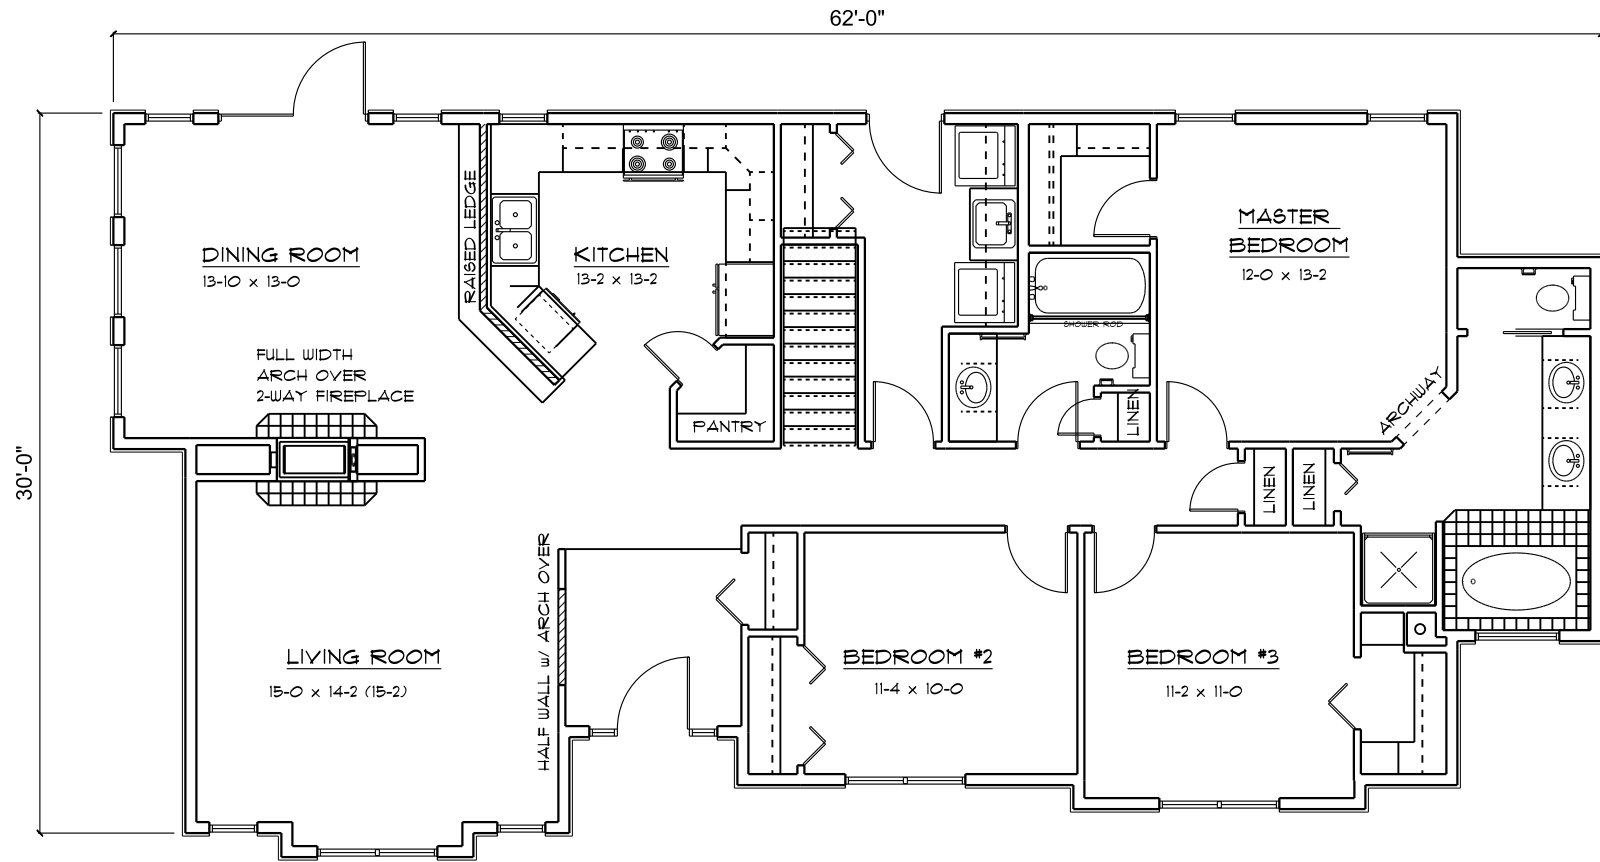 62'-0"
30'-0"
DINING ROOM
13-10 x 13-0
RAISED LEDGE
KITCHEN
13-2 x 13-2
MASTER
BEDROOM
12-0 x 13-2
SHOWER ROD
FULL WIDTH
ARCH OVER
2-WAY FIREPLACE
PANTRY
LINEN
ARCHWAY
LINEN
LINEN
HALF WALL w/ ARCH OVER
LIVING ROOM
15-0 x 14-2 (15-2)
BEDROOM #2
11-4 x 10-0
BEDROOM #3
11-2 x 11-0